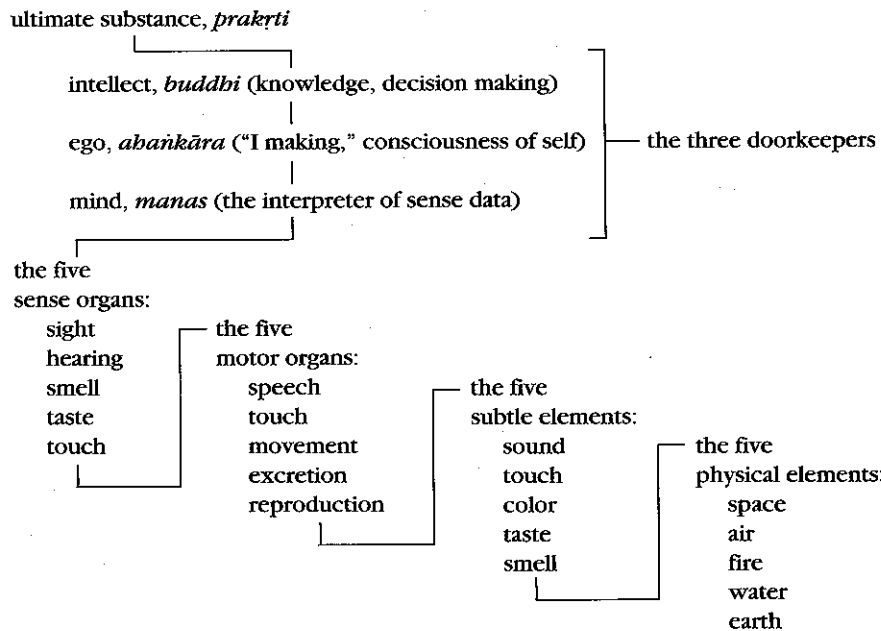 ultimate substance, prakṛti
intellect, buddhi (knowledge, decision making)
ego, ahaṅkāra (“I making,” consciousness of self)
the three doorkeepers
mind, manas (the interpreter of sense data)
the five
sense organs:
sight
hearing
smell
taste
touch
the five
motor organs:
speech
touch
movement
excretion
reproduction
the five
subtle elements:
sound
touch
color
taste
smell
the five
physical elements:
space
air
fire
water
earth